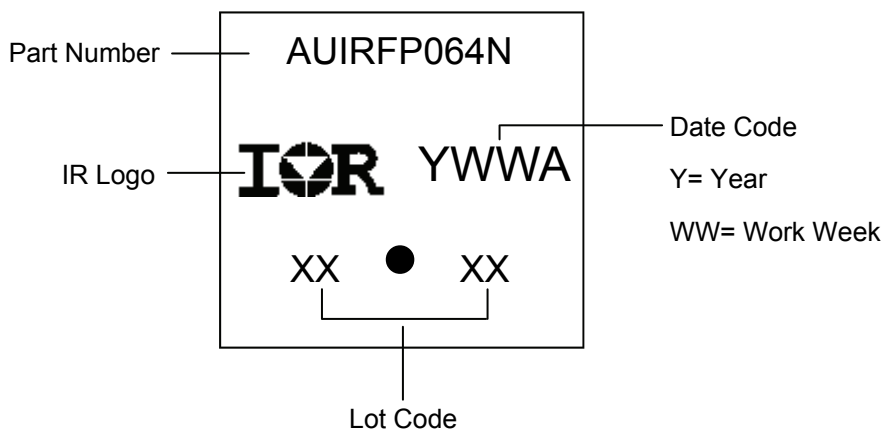 Part Number
AUIRFP064N
IR Logo
IOR
YWWA
Date Code
Y= Year
WW= Work Week
XX
XX
Lot Code